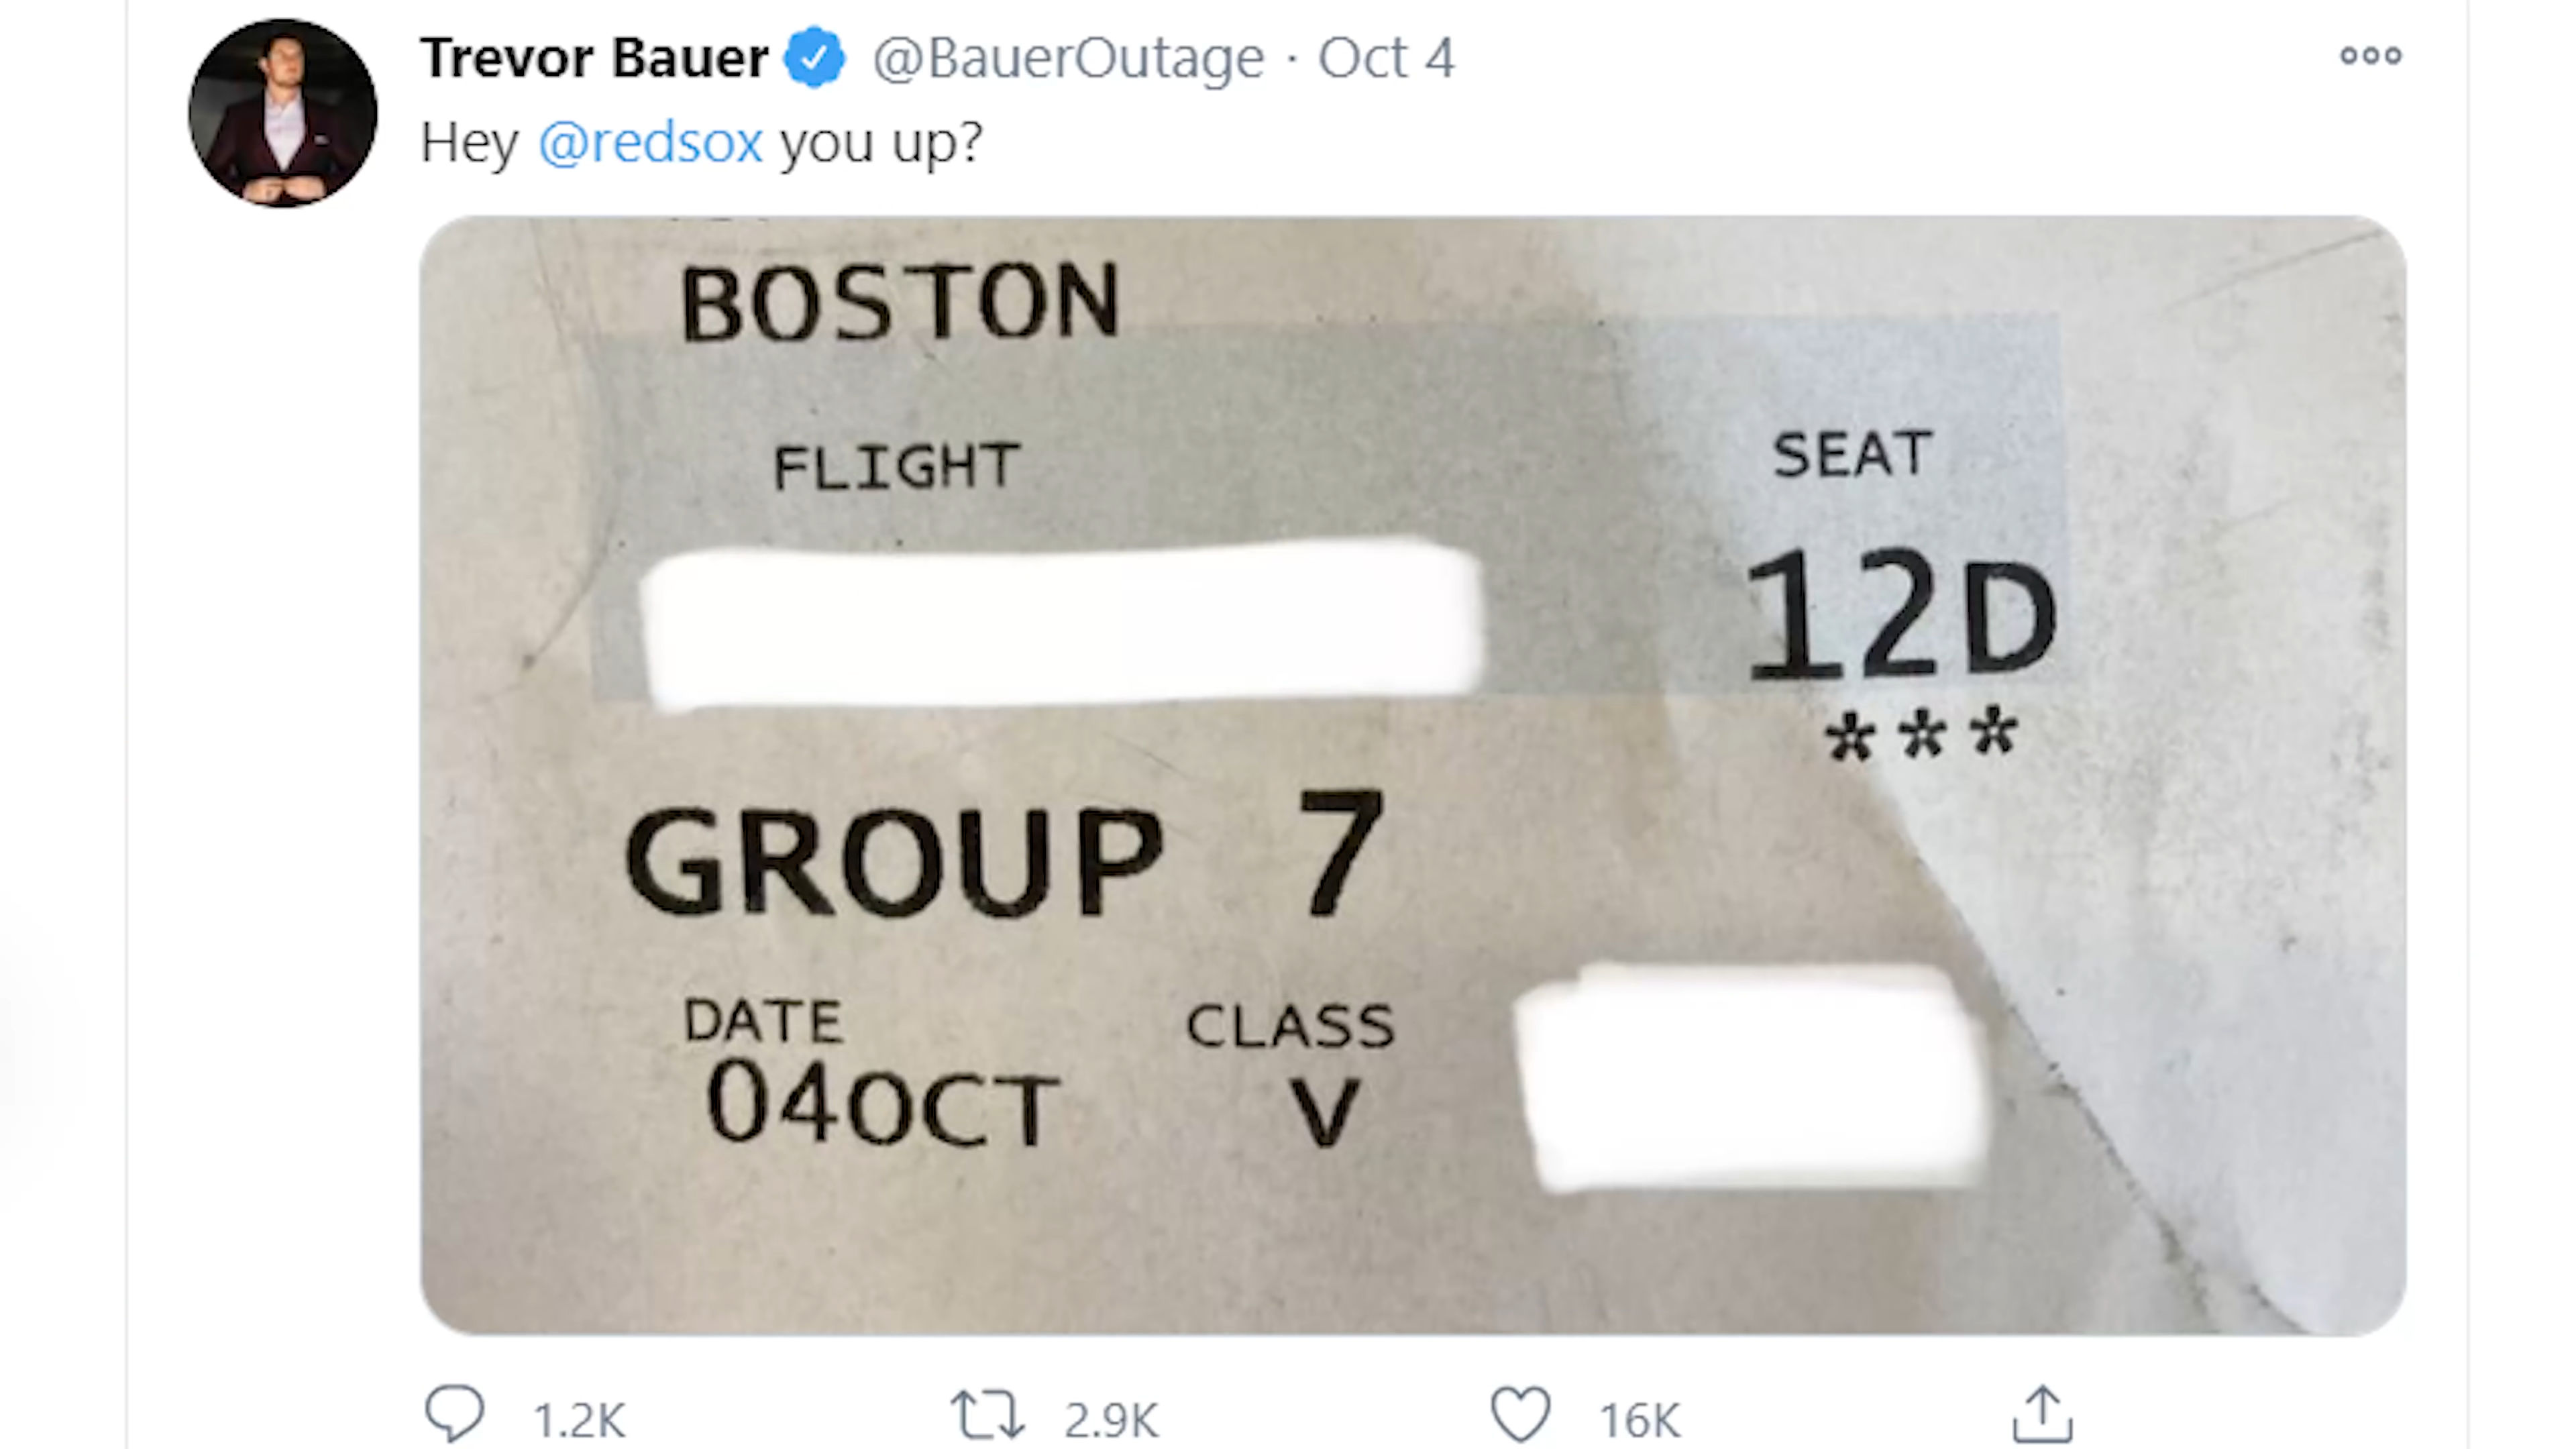 Trevor Bauer @BauerOutage · Oct 4
Hey @redsox you up?
BOSTON
FLIGHT SEAT
12D
***
GROUP 7
DATE CLASS
04OCT V
1.2K 2.9K 16K